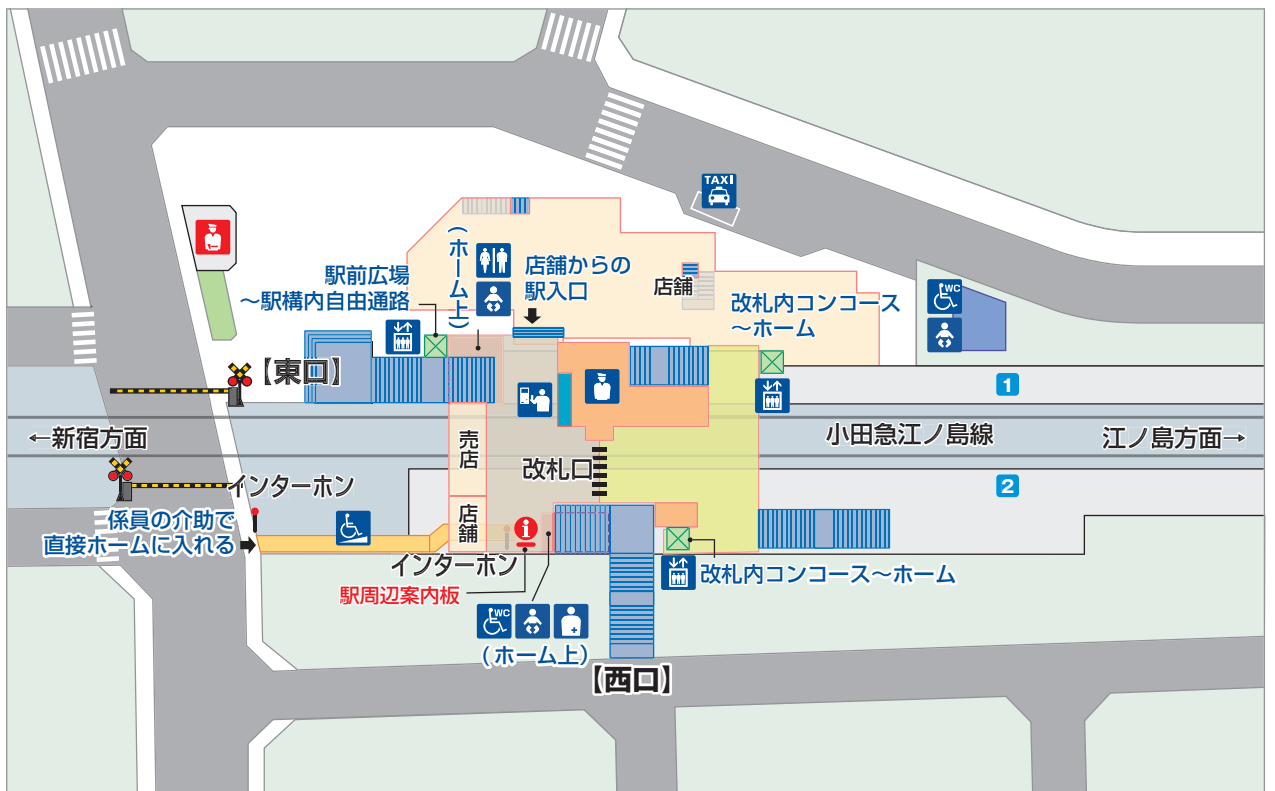 TAXI
(ホーム上)
駅前広場
～駅構内自由通路
店舗からの
駅入口
店舗
改札内コンコース
～ホーム
WC
【東口】
1
←新宿方面
売店
改札口
小田急江ノ島線
江ノ島方面→
2
インターホン
係員の介助で
直接ホームに入れる
店舗
インターホン
駅周辺案内板
改札内コンコース～ホーム
WC
(ホーム上)
【西口】